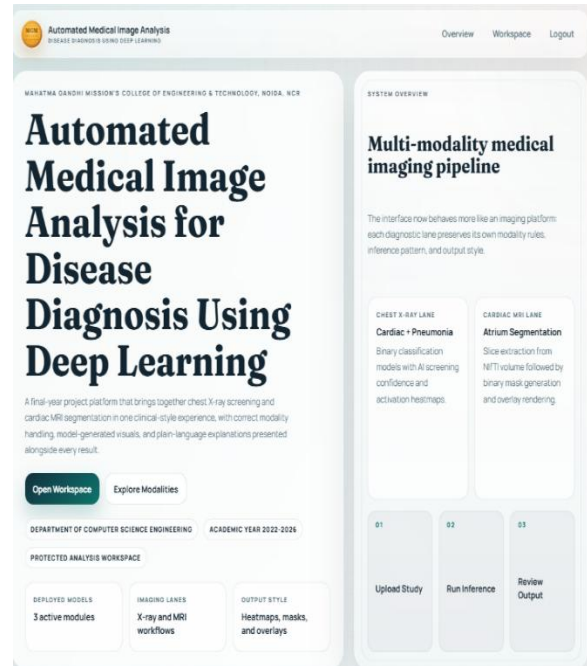 Automated Medical Image Analysis
DISEASE DIAGNOSIS USING DEEP LEARNING
Overview
Workspace
Logout
MAHATMA GANDHI MISSION'S COLLEGE OF ENGINEERING & TECHNOLOGY, NOIDA, NCR
Automated
Medical Image
Analysis for
Disease
Diagnosis Using
Deep Learning
A final-year project platform that brings together chest X-ray screening and
cardiac MRI segmentation in one clinical-style experience, with correct modality
handling, model-generated visuals, and plain-language explanations presented
alongside every result.
Open Workspace
Explore Modalities
DEPARTMENT OF COMPUTER SCIENCE ENGINEERING
ACADEMIC YEAR 2022-2026
PROTECTED ANALYSIS WORKSPACE
DEPLOYED MODELS
3 active modules
IMAGING LANES
X-ray and MRI
workflows
OUTPUT STYLE
Heatmaps, masks,
and overlays
SYSTEM OVERVIEW
Multi-modality medical
imaging pipeline
The interface now behaves more like an imaging platform:
each diagnostic lane preserves its own modality rules,
inference pattern, and output style.
CHEST X-RAY LANE
Cardiac + Pneumonia
Binary classification
models with AI screening
confidence and
activation heatmaps.
CARDIAC MRI LANE
Atrium Segmentation
Slice extraction from
NIfTI volume followed by
binary mask generation
and overlay rendering.
01
Upload Study
02
Run Inference
03
Review
Output